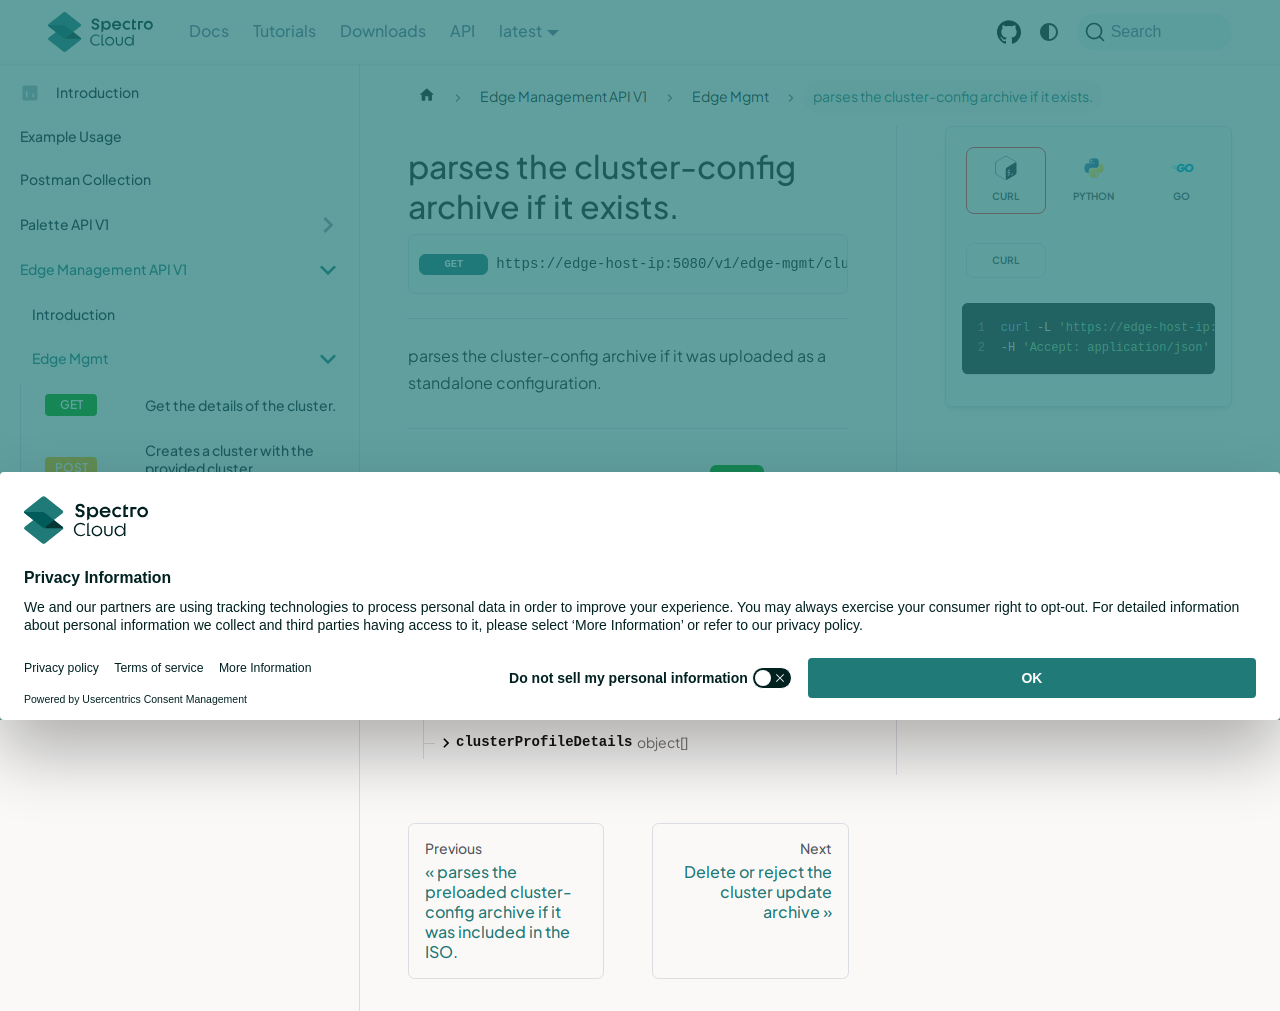 Spectro Cloud
Docs
Tutorials
Downloads
API
latest
Search
Introduction
Example Usage
Postman Collection
Palette API V1
Edge Management API V1
Introduction
Edge Mgmt
GET Get the details of the cluster.
POST Creates a cluster with the
provided cluster
Edge Management API V1
Edge Mgmt
parses the cluster-config archive if it exists.
parses the cluster-config
archive if it exists.
GET https://edge-host-ip:5080/v1/edge-mgmt/clu
parses the cluster-config archive if it was uploaded as a
standalone configuration.
CURL
PYTHON
GO
CURL
1 curl -L 'https://edge-host-ip:
2 -H 'Accept: application/json'
Spectro
Cloud
Privacy Information
We and our partners are using tracking technologies to process personal data in order to improve your experience. You may always exercise your consumer right to opt-out. For detailed information
about personal information we collect and third parties having access to it, please select ‘More Information’ or refer to our privacy policy.
Privacy policy
Terms of service
More Information
Powered by Usercentrics Consent Management
Do not sell my personal information
OK
clusterProfileDetails object[]
Previous
« parses the
preloaded cluster-
config archive if it
was included in the
ISO.
Next
Delete or reject the
cluster update
archive »